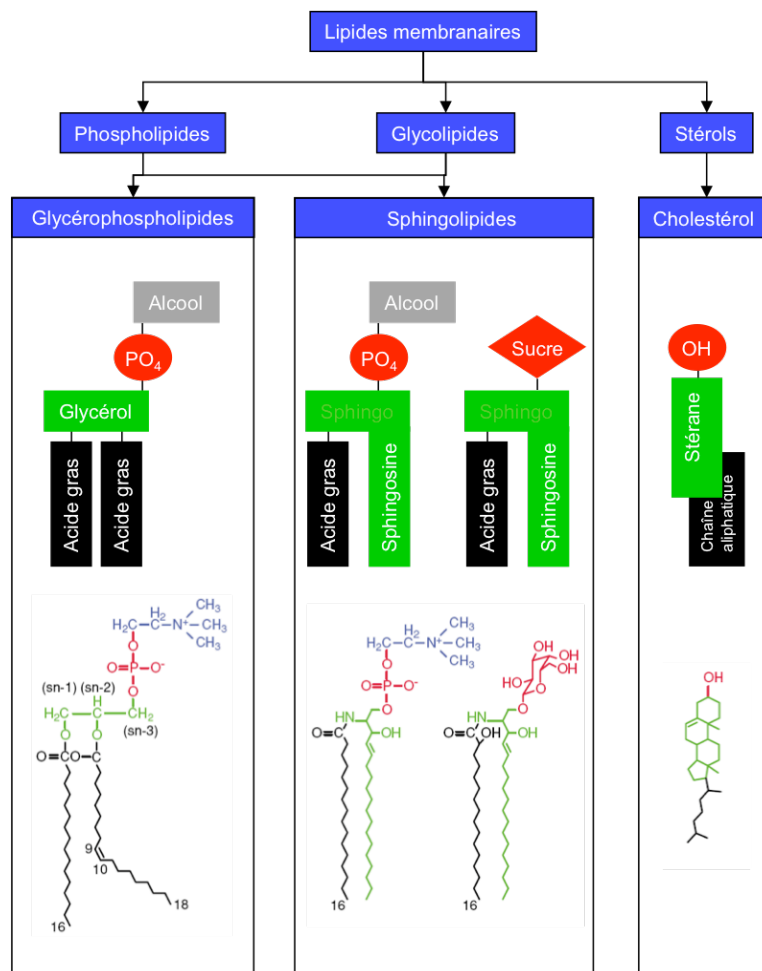 Lipides membranaires
Phospholipides
Glycolipides
Stérols
Glycérophospholipides
Sphingolipides
Cholestérol
Alcool
PO4
Glycérol
Acide gras
Acide gras
Alcool
PO4
Sphingo
Acide gras
Sphingosine
Sucre
Sphingo
Acide gras
Sphingosine
OH
Stérane
Chaîne
aliphatique
H2C-C-N+
H2
CH3
CH3
CH3
O
O=P-O-
O
(sn-1) (sn-2)
H2C-C-CH2
H
(sn-3)
O O
O=C O=C
9
10
18
16
H2C-C-N+
H2
CH3
CH3
CH3
O
O=P-O-
O
HN
O=C
OH
16
OH
HO
OH
OH
O
O
HN
O=C
OH
OH
16
OH